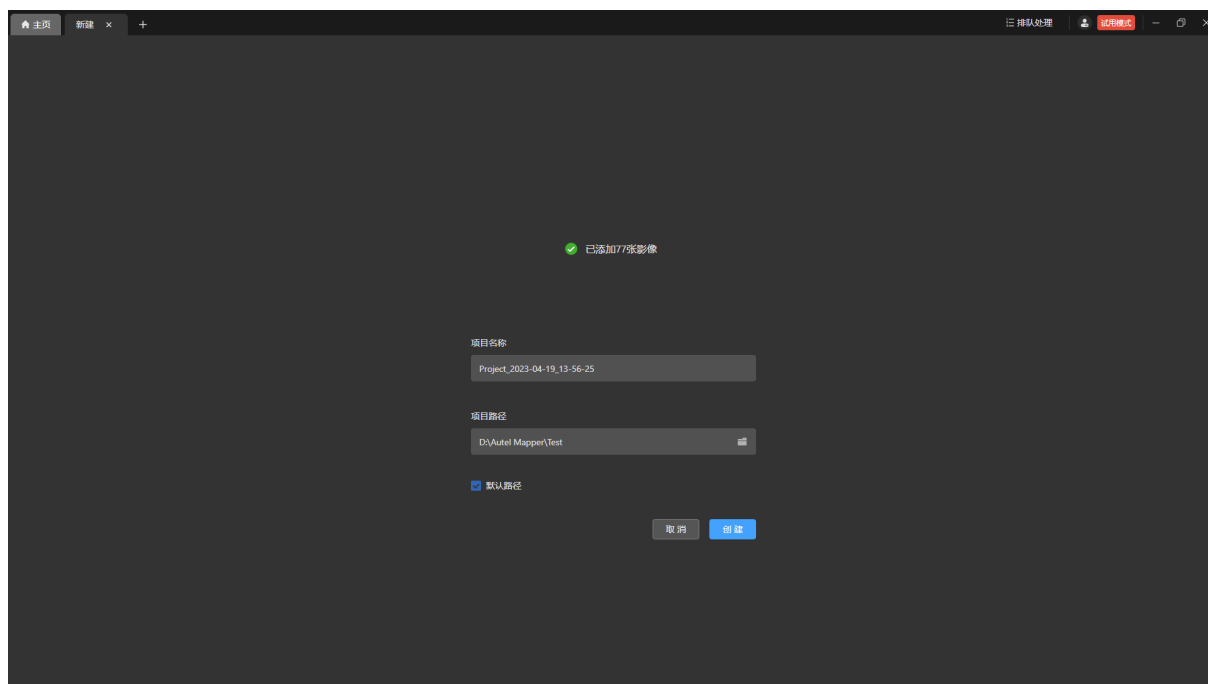 主页 新建 × + 排队处理 试用模式
已添加77张影像
项目名称
Project_2023-04-19_13-56-25
项目路径
D:\Autel Mapper\Test
默认路径
取消 创建